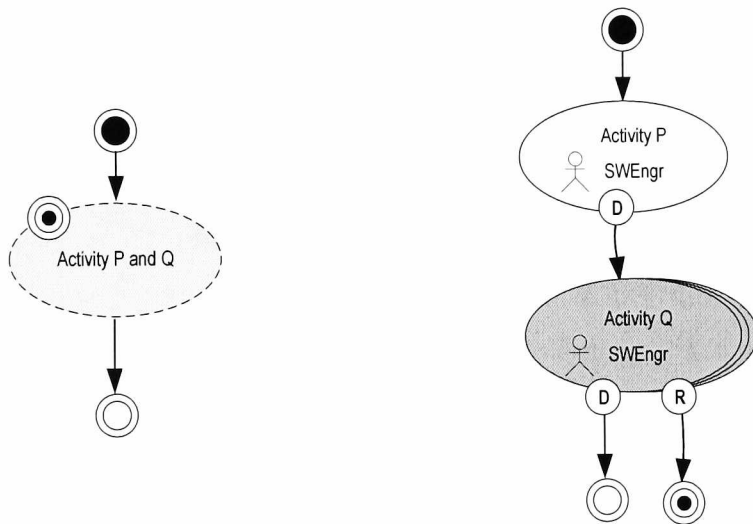 Activity P and Q
Activity P
SWEngr
D
Activity Q
SWEngr
D
R